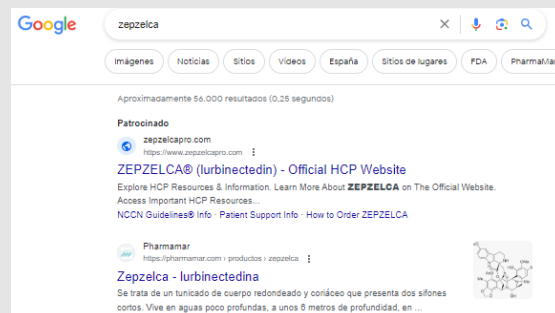 Google
zepzelca
Imágenes Noticias Sitios Videos España Sitios de lugares FDA PharmaMar
Aproximadamente 56.000 resultados (0,25 segundos)
Patrocinado
zepzelcapro.com
https://www.zepzelcapro.com
ZEPZELCA® (lurbinectedin) - Official HCP Website
Explore HCP Resources & Information. Learn More About ZEPZELCA on The Official Website.
Access Important HCP Resources...
NCCN Guidelines® Info · Patient Support Info · How to Order ZEPZELCA
Pharmamar
https://pharmamar.com › productos › zepzelca
Zepzelca - lurbinectedina
Se trata de un tunicado de cuerpo redondeado y coriáceo que presenta dos sifones
cortos. Vive en aguas poco profundas, a unos 6 metros de profundidad, en ...